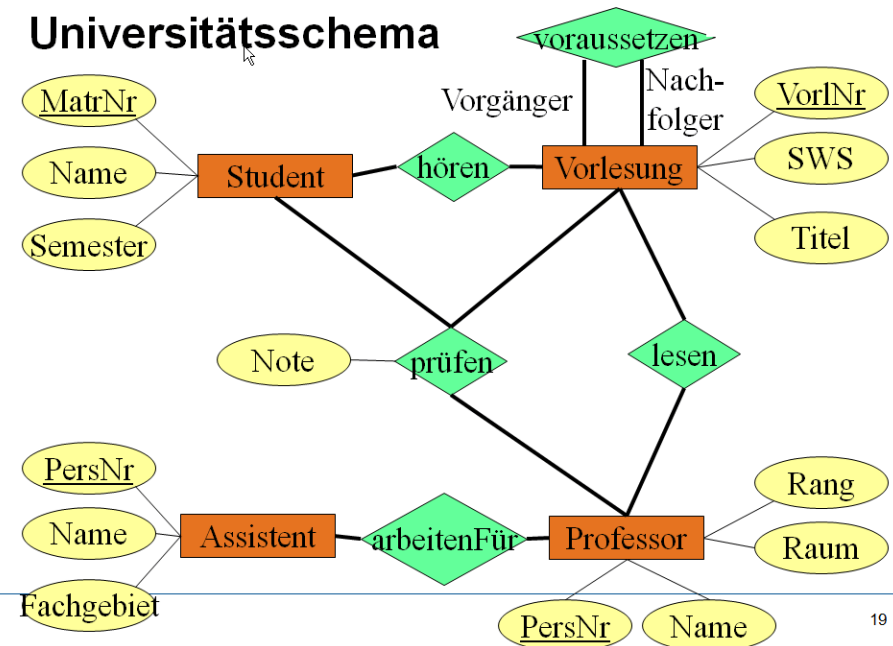 Universitätsschema
voraussetzen
Vorgänger
Nach-
folger
MatrNr
Name
Semester
Student
hören
Vorlesung
VorlNr
SWS
Titel
Note
prüfen
lesen
PersNr
Name
Fachgebiet
Assistent
arbeitenFür
Professor
Rang
Raum
PersNr
Name
19